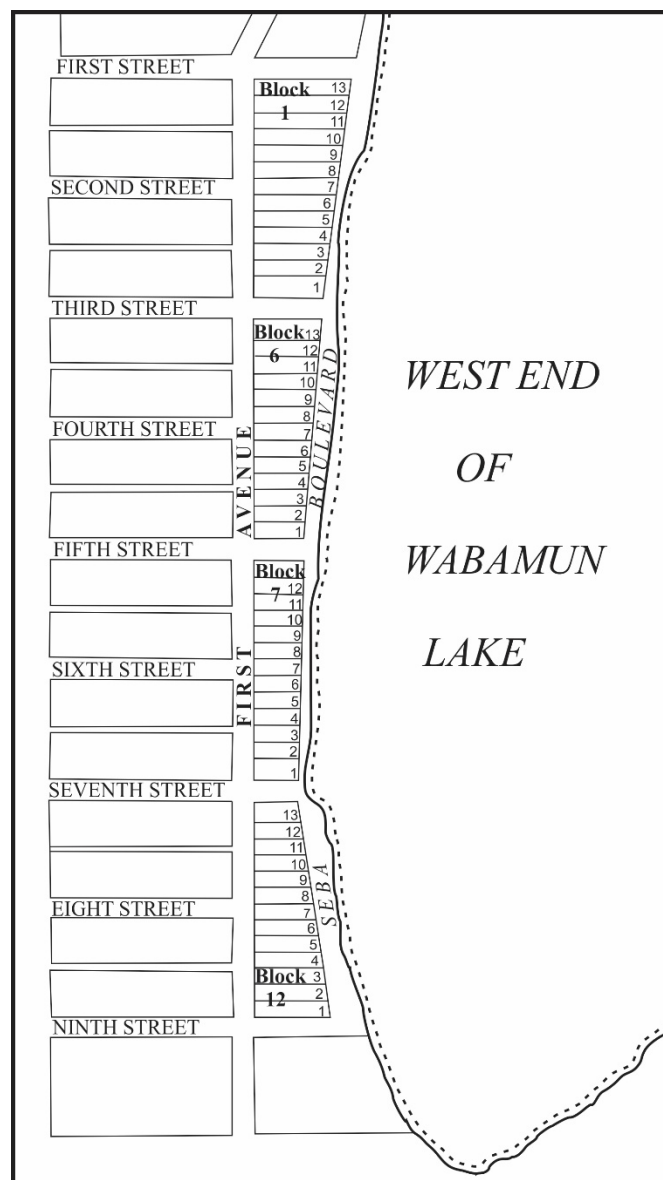 FIRST STREET
Block
1
13
12
11
10
9
8
7
6
5
4
3
2
1
SECOND STREET
THIRD STREET
Block
6
13
12
11
10
9
8
7
6
5
4
3
2
1
FOURTH STREET
FIFTH STREET
Block
7
12
11
10
9
8
7
6
5
4
3
2
1
SIXTH STREET
SEVENTH STREET
13
12
11
10
9
8
7
6
5
4
3
2
1
Block
12
EIGHT STREET
NINTH STREET
FIRST AVENUE
SEBA BOULEVARD
WEST END
OF
WABAMUN
LAKE